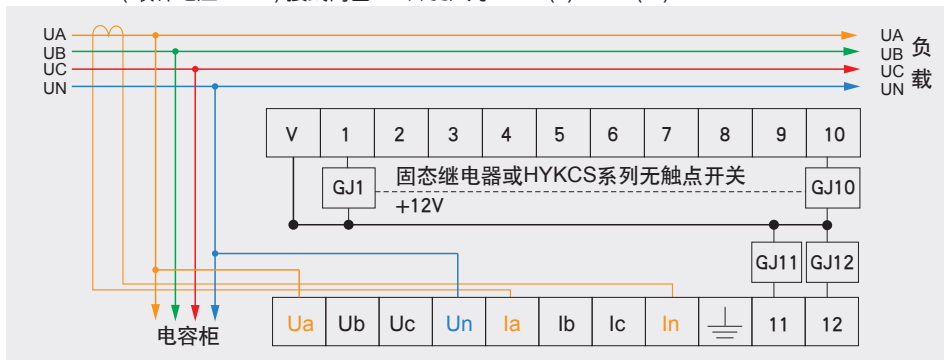 UA UA
UB UB 负
UC UC 载
UN UN
V 1 2 3 4 5 6 7 8 9 10
GJ1 固态继电器或HYKCS系列无触点开关 GJ10
+12V
GJ11 GJ12
Ua Ub Uc Un Ia Ib Ic In 11 12
电容柜